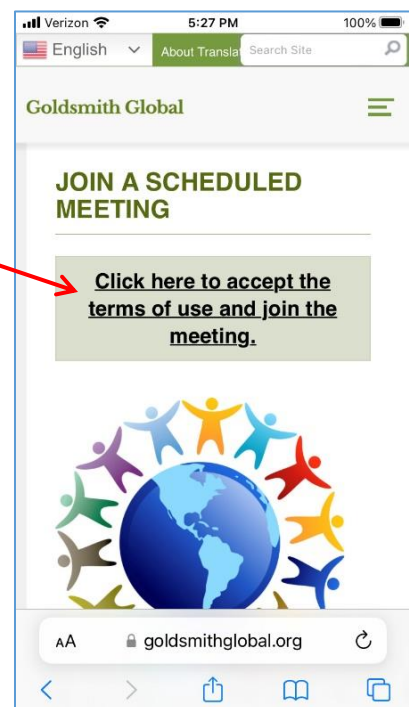 Verizon 5:27 PM 100%
English About Translat Search Site
Goldsmith Global
JOIN A SCHEDULED
MEETING
Click here to accept the
terms of use and join the
meeting.
AA goldsmithglobal.org